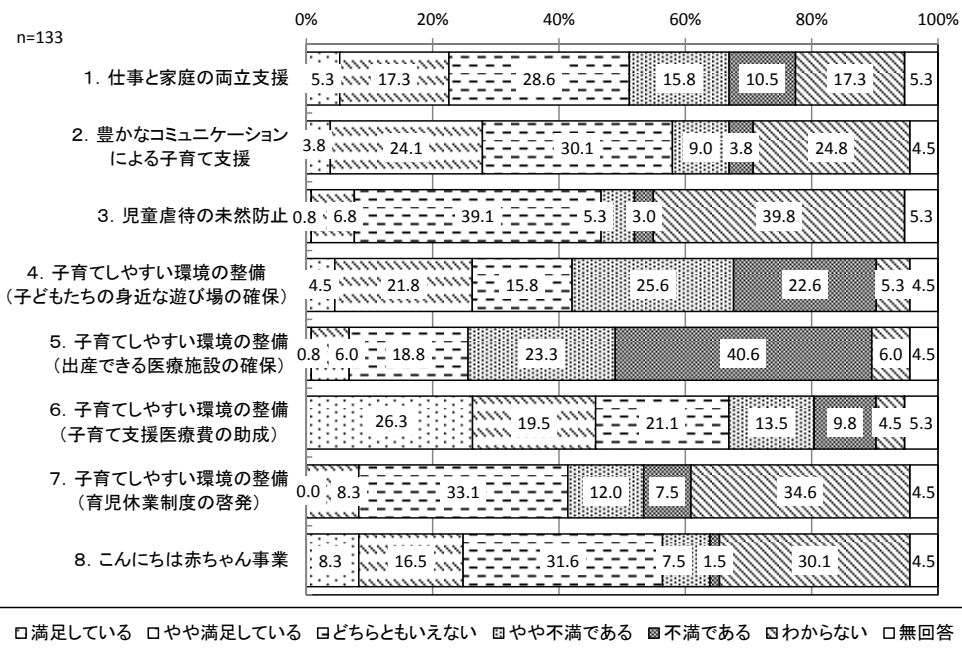 0% 20% 40% 60% 80% 100%
n=133
1. 仕事と家庭の両立支援 5.3 17.3 28.6 15.8 10.5 17.3 5.3
2. 豊かなコミュニケーション
による子育て支援 3.8 24.1 30.1 9.0 3.8 24.8 4.5
3. 児童虐待の未然防止 0.8 6.8 39.1 5.3 3.0 39.8 5.3
4. 子育てしやすい環境の整備
(子どもたちの身近な遊び場の確保) 4.5 21.8 15.8 25.6 22.6 5.3 4.5
5. 子育てしやすい環境の整備
(出産できる医療施設の確保) 0.8 6.0 18.8 23.3 40.6 6.0 4.5
6. 子育てしやすい環境の整備
(子育て支援医療費の助成) 26.3 19.5 21.1 13.5 9.8 4.5 5.3
7. 子育てしやすい環境の整備
(育児休業制度の啓発) 0.0 8.3 33.1 12.0 7.5 34.6 4.5
8. こんにちは赤ちゃん事業 8.3 16.5 31.6 7.5 1.5 30.1 4.5
満足している やや満足している どちらともいえない やや不満である 不満である わからない 無回答